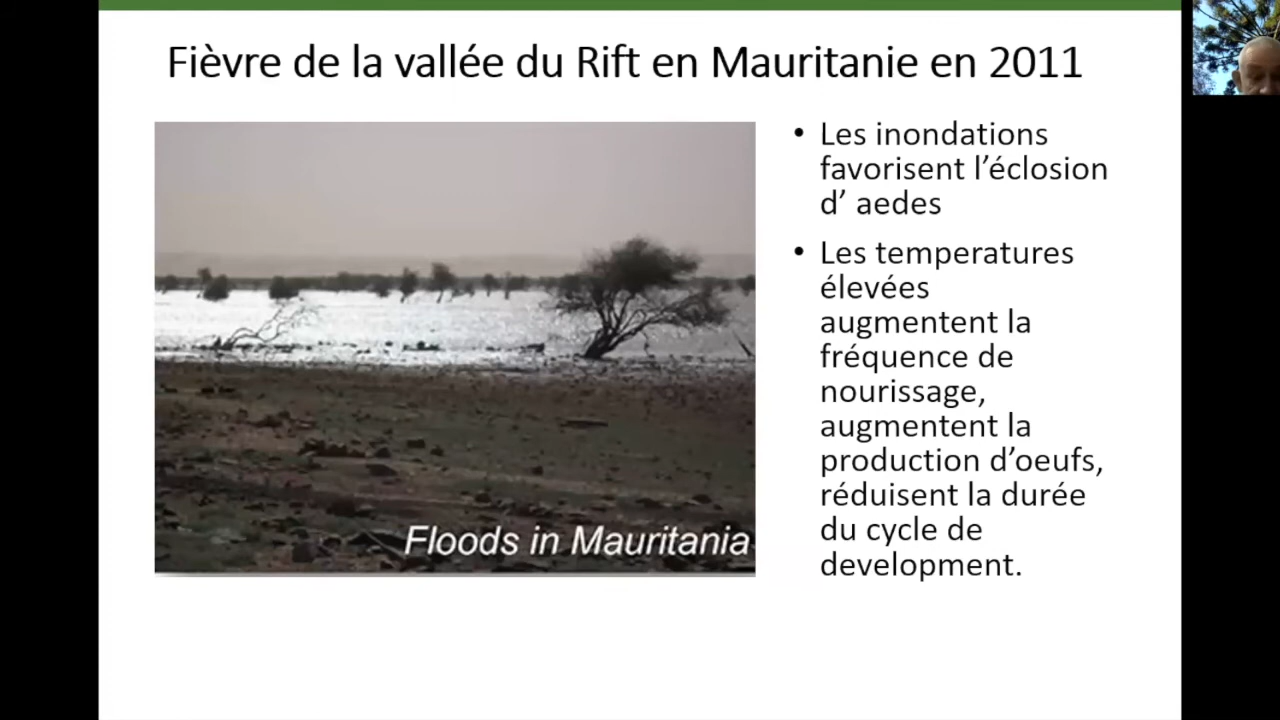 Fièvre de la vallée du Rift en Mauritanie en 2011
Floods in Mauritania
• Les inondations
favorisent l’éclosion
d’ aedes
• Les temperatures
élevées
augmentent la
fréquence de
nourissage,
augmentent la
production d’oeufs,
réduisent la durée
du cycle de
development.